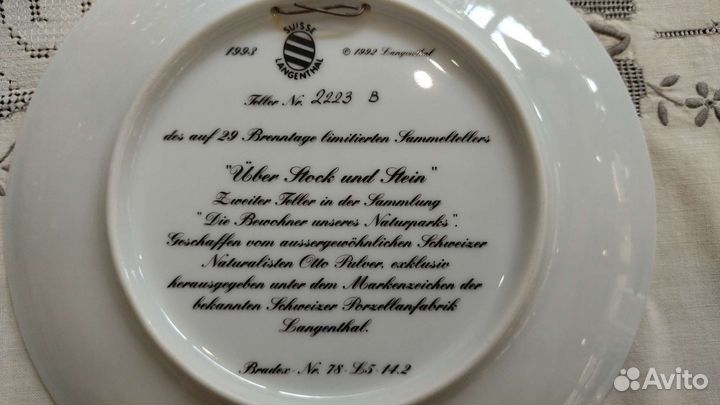 SUISSE
LANGENTHAL
1993
© 1992 Langenthal
Teller Nr. 2223 B
des auf 29 Brenntage limitierten Sammeltellers
"Über Stock und Stein"
Zweiter Teller in der Sammlung
"Die Bewohner unseres Naturparks".
Geschaffen vom aussergewöhnlichen Schweizer
Naturalisten Otto Pulver, exklusiv
herausgegeben unter dem Markenzeichen der
bekannten Schweizer Porzellanfabrik
Langenthal.
Bradex-Nr. 78-L5-14.2
Avito